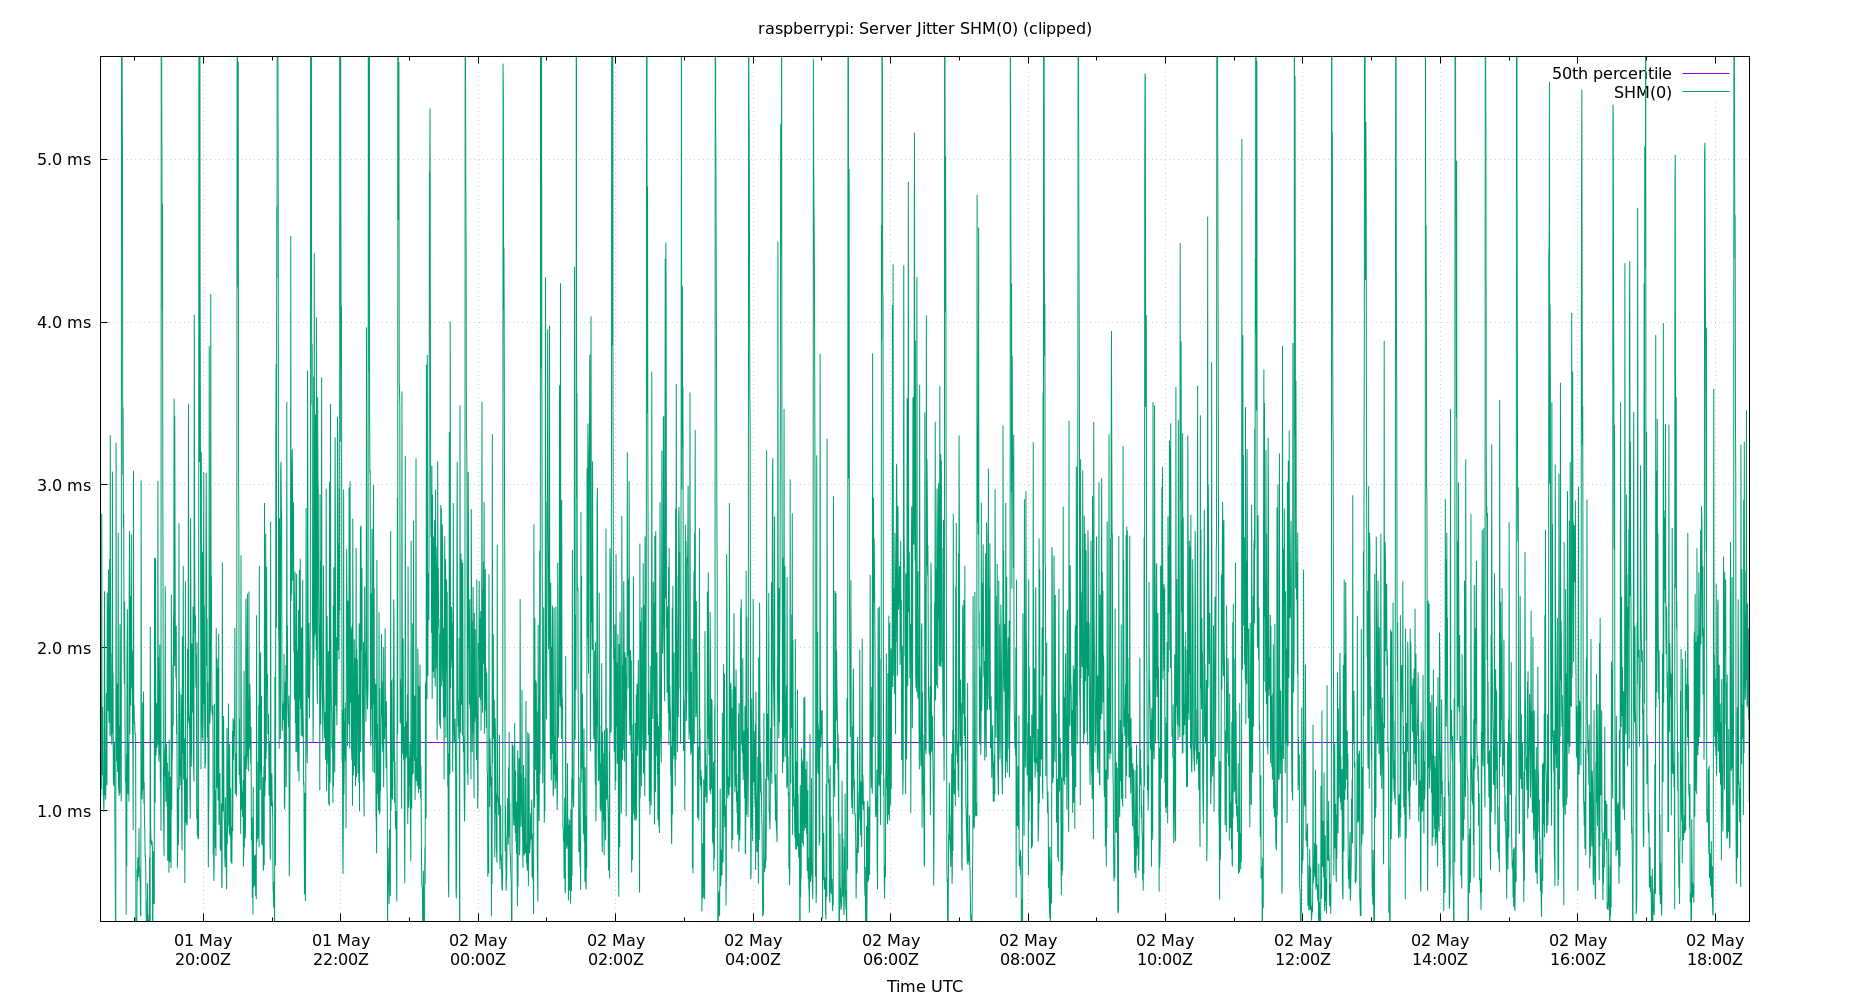 raspberrypi: Server Jitter SHM(0) (clipped)
50th percentile
SHM(0)
5.0 ms
4.0 ms
3.0 ms
2.0 ms
1.0 ms
01 May 01 May 02 May 02 May 02 May 02 May 02 May 02 May 02 May 02 May 02 May 02 May
20:00Z 22:00Z 00:00Z 02:00Z 04:00Z 06:00Z 08:00Z 10:00Z 12:00Z 14:00Z 16:00Z 18:00Z
Time UTC